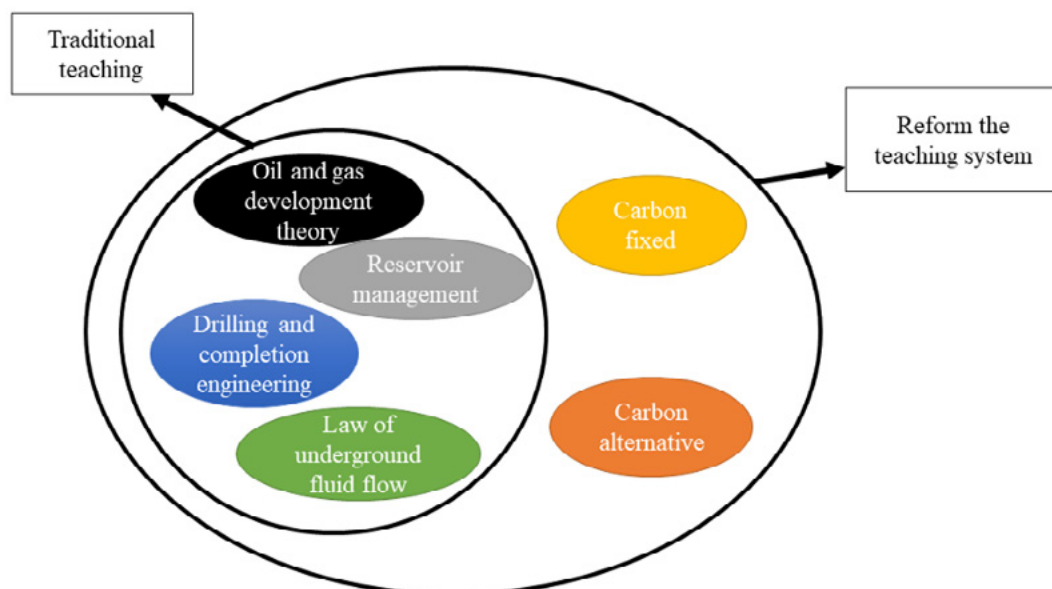 Traditional
teaching
Reform the
teaching system
Oil and gas
development
theory
Reservoir
management
Drilling and
completion
engineering
Law of
underground
fluid flow
Carbon
fixed
Carbon
alternative